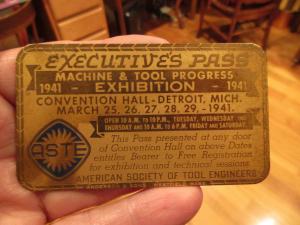 EXECUTIVES PASS
MACHINE & TOOL PROGRESS
1941 - EXHIBITION - 1941
CONVENTION HALL-DETROIT, MICH.
MARCH 25, 26, 27, 28, 29,-1941.
OPEN 10 A.M. TO 10 P.M., TUESDAY, WEDNESDAY
THURSDAY AND 10 A.M. TO 6 P.M. FRIDAY AND SATURDAY.
This Pass presented at any door
of Convention Hall on above Dates
entitles Bearer to Free Registration
for exhibition and technical sessions
ASTE
AMERICAN SOCIETY OF TOOL ENGINEERS
& SONS